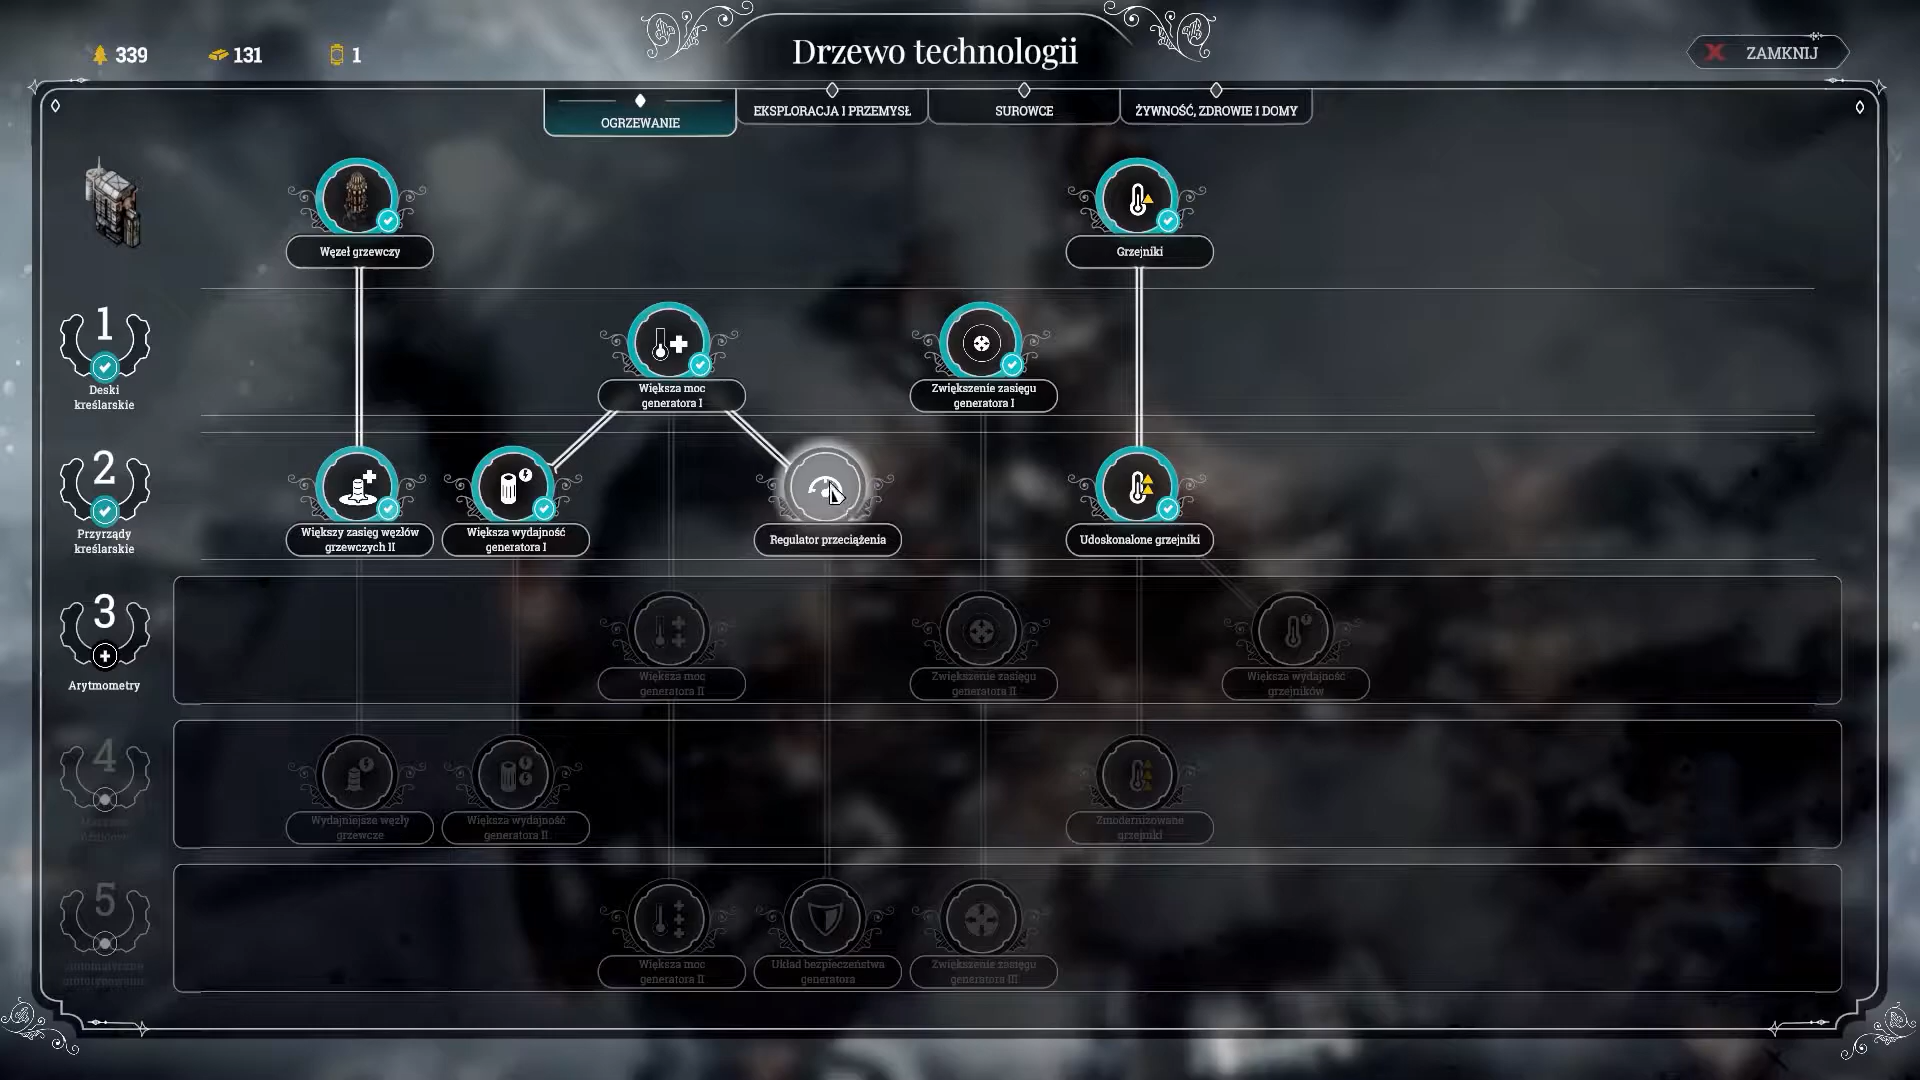 339
131
1
Drzewo technologii
ZAMKNIJ
OGRZEWANIE
EKSPLORACJA I PRZEMYSŁ
SUROWCE
ŻYWNOŚĆ, ZDROWIE I DOMY
Węzeł grzewczy
Grzejniki
1
Deski
kreślarskie
Większa moc
generatora I
Zwiększenie zasięgu
generatora I
2
Przyrządy
kreślarskie
Większy zasięg węzłów
grzewczych II
Większa wydajność
generatora I
Regulator przeciążenia
Udoskonalone grzejniki
3
Arytmometry
Większa moc
generatora II
Zwiększenie zasięgu
generatora II
Większa wydajność
grzejników
4
Wydajniejsze węzły
grzewcze
Większa wydajność
generatora II
Zmodernizowane
grzejniki
5
Większa moc
generatora II
Układ bezpieczeństwa
generatora
Zwiększenie zasięgu
generatora III